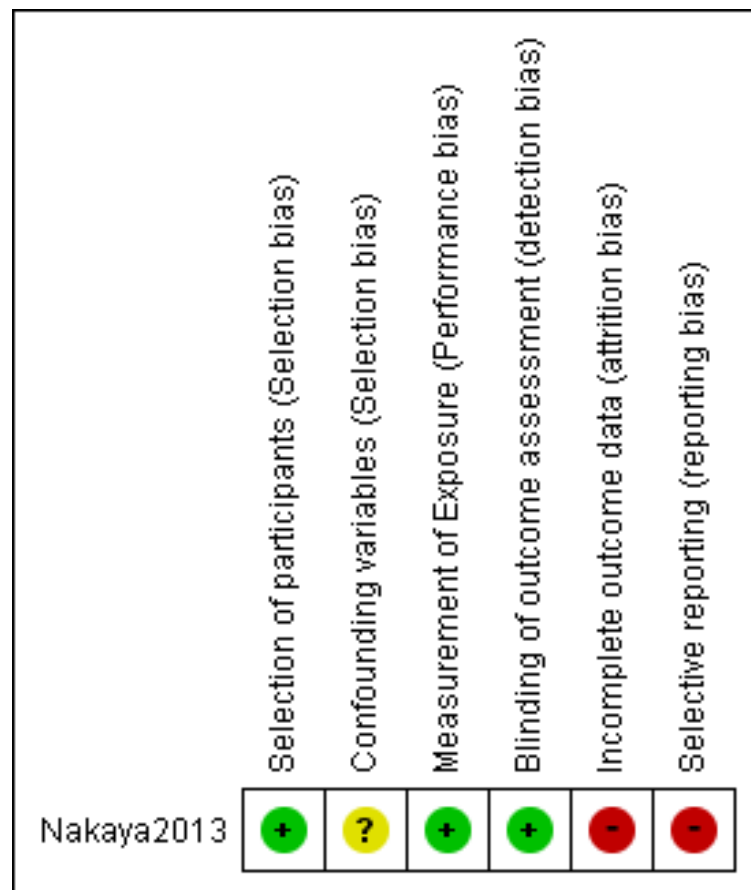 Selection of participants (Selection bias)
Confounding variables (Selection bias)
Measurement of Exposure (Performance bias)
Blinding of outcome assessment (detection bias)
Incomplete outcome data (attrition bias)
Selective reporting (reporting bias)
Nakaya2013 + ? + + - -